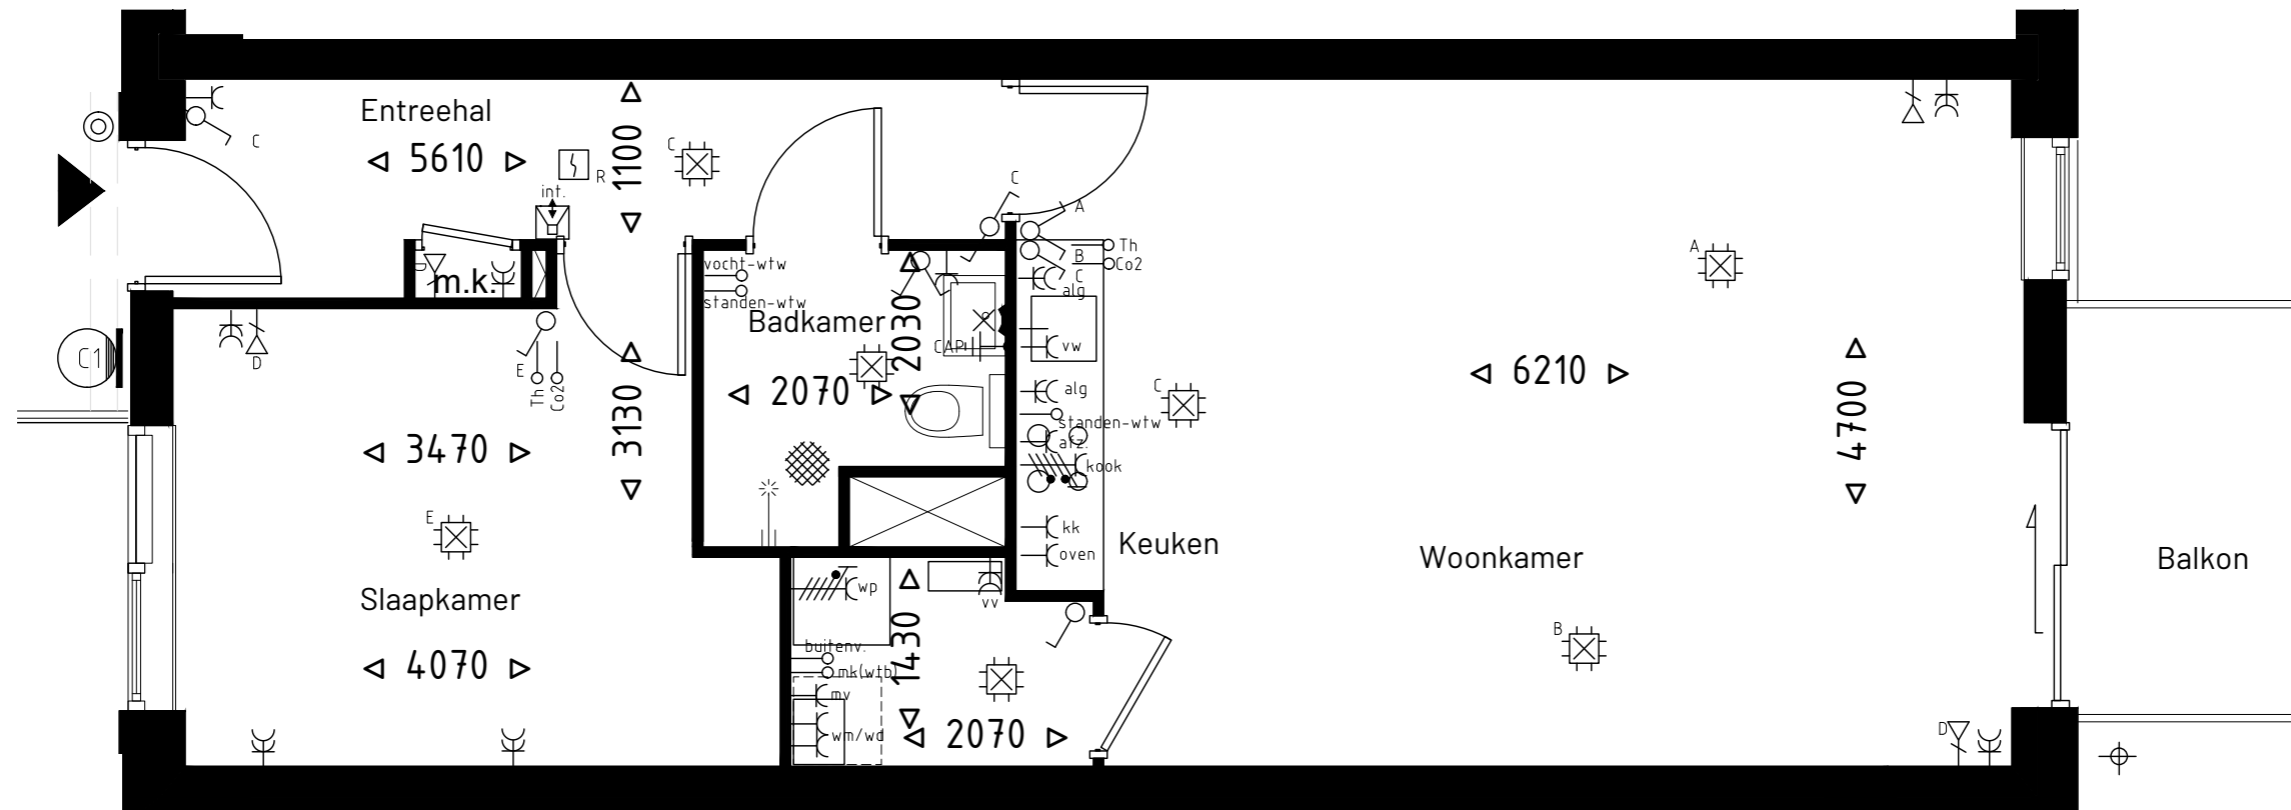 Entreehal
5610
1100
C
C
R
int.
m.k.
D
C
A
B
C
Th
Co2
alg
vw
alg
standen-wtw
afz.
kook
kk
oven
vocht-wtw
standen-wtw
Badkamer
2030
2070
CAP
C1
D
E
Th
Co2
3130
3470
E
Slaapkamer
4070
wp
vv
1430
buitenv.
mk(wtb)
mv
wm/wd
2070
Keuken
C
A
6210
4700
Woonkamer
B
D
Balkon